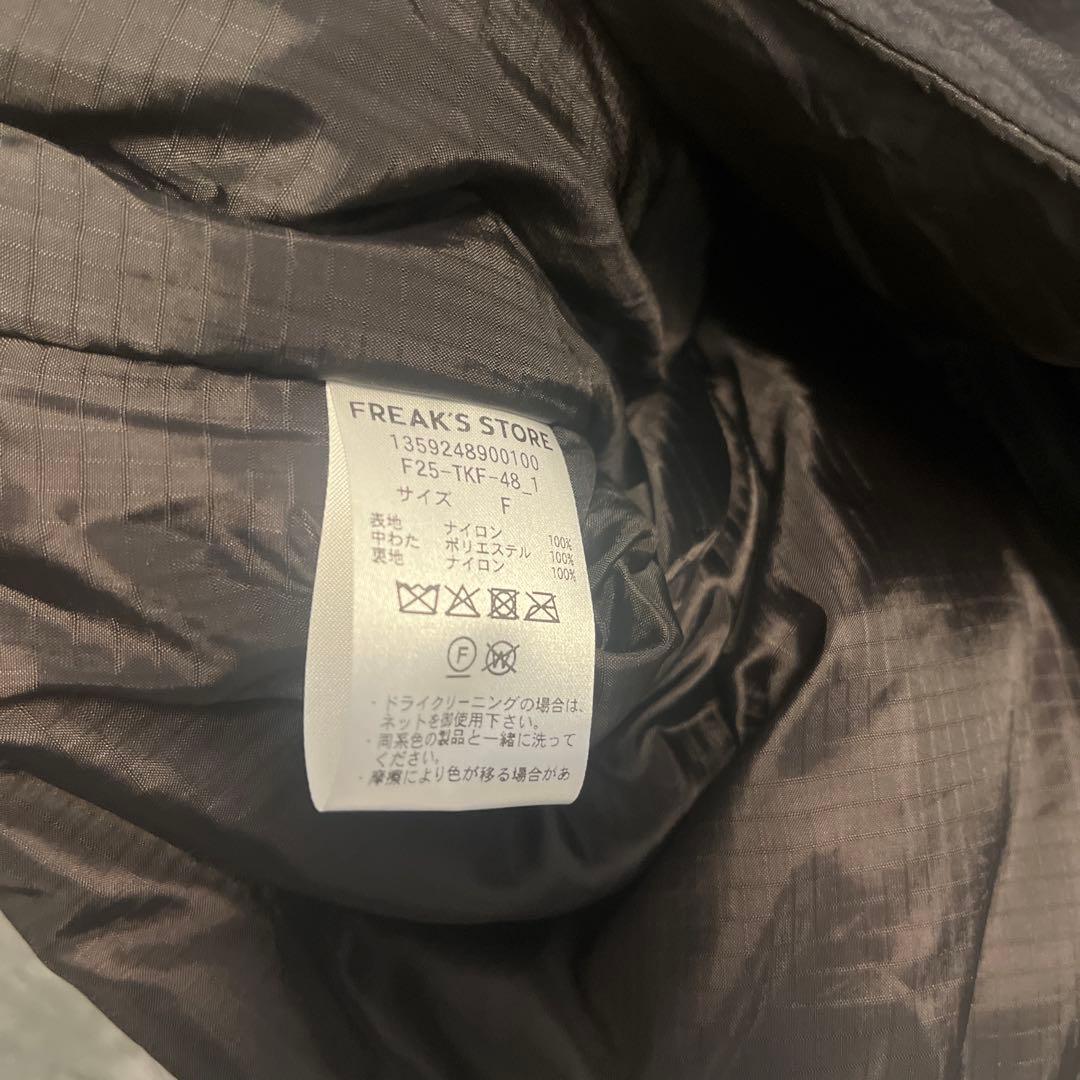 FREAK'S STORE
1359248900100
F25-TKF-48_1
サイズ F
表地 ナイロン 100%
中わた ポリエステル 100%
裏地 ナイロン 100%
F W
・ドライクリーニングの場合は、
ネットを御使用下さい。
・同系色の製品と一緒に洗って
ください。
・摩擦により色が移る場合があ